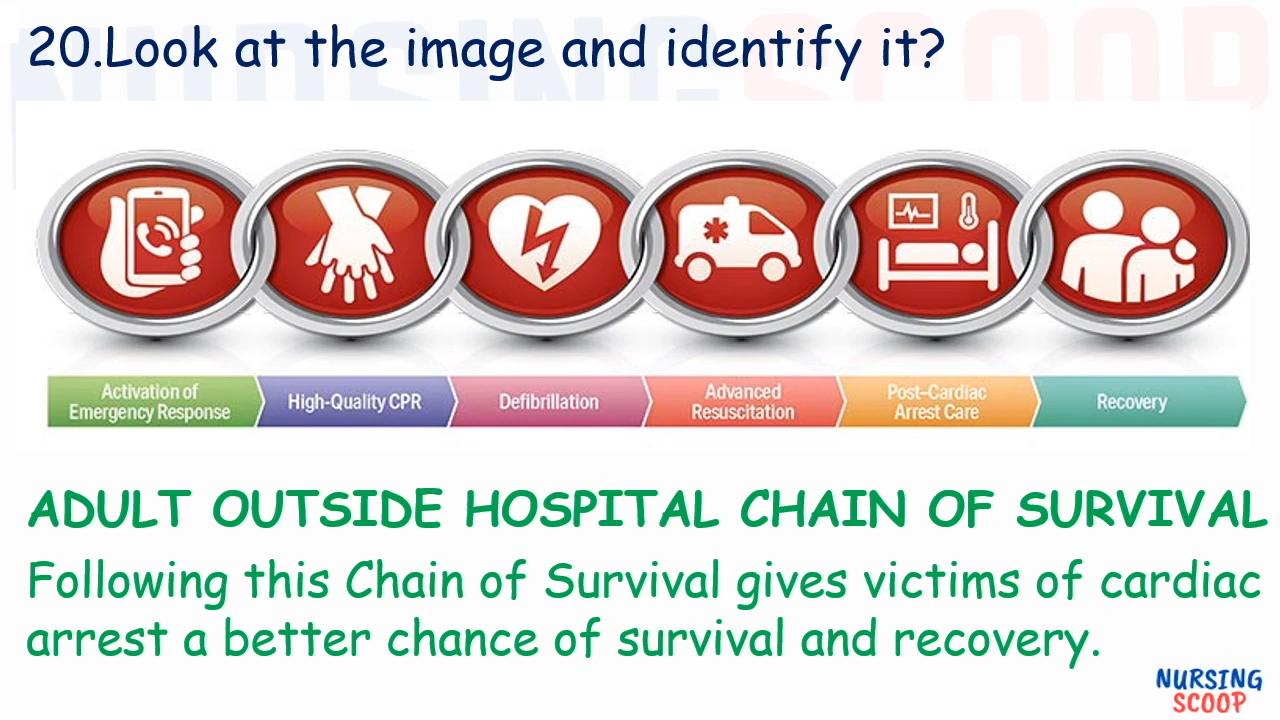 20.Look at the image and identify it?
NURSING SCOOP
Activation of
Emergency Response
High-Quality CPR
Defibrillation
Advanced
Resuscitation
Post-Cardiac
Arrest Care
Recovery
ADULT OUTSIDE HOSPITAL CHAIN OF SURVIVAL
Following this Chain of Survival gives victims of cardiac
arrest a better chance of survival and recovery.
NURSING
SCOOP